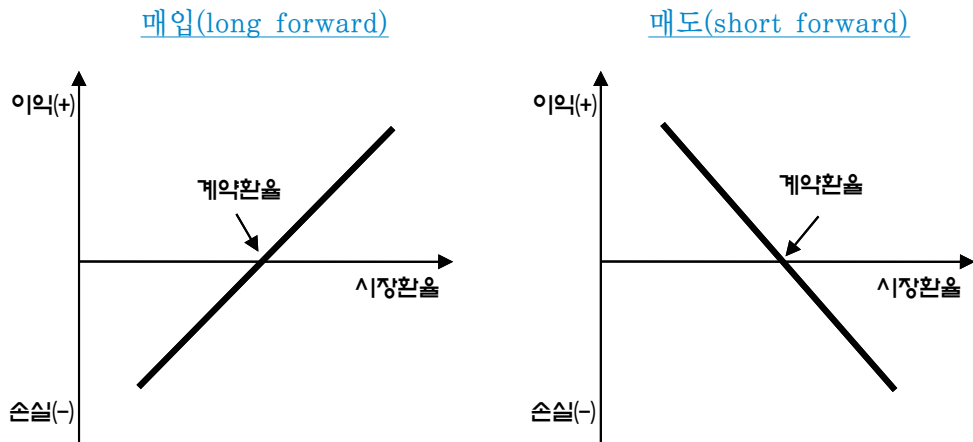 매입(long forward)
이익(+)
계약환율
시장환율
손실(-)
매도(short forward)
이익(+)
계약환율
시장환율
손실(-)